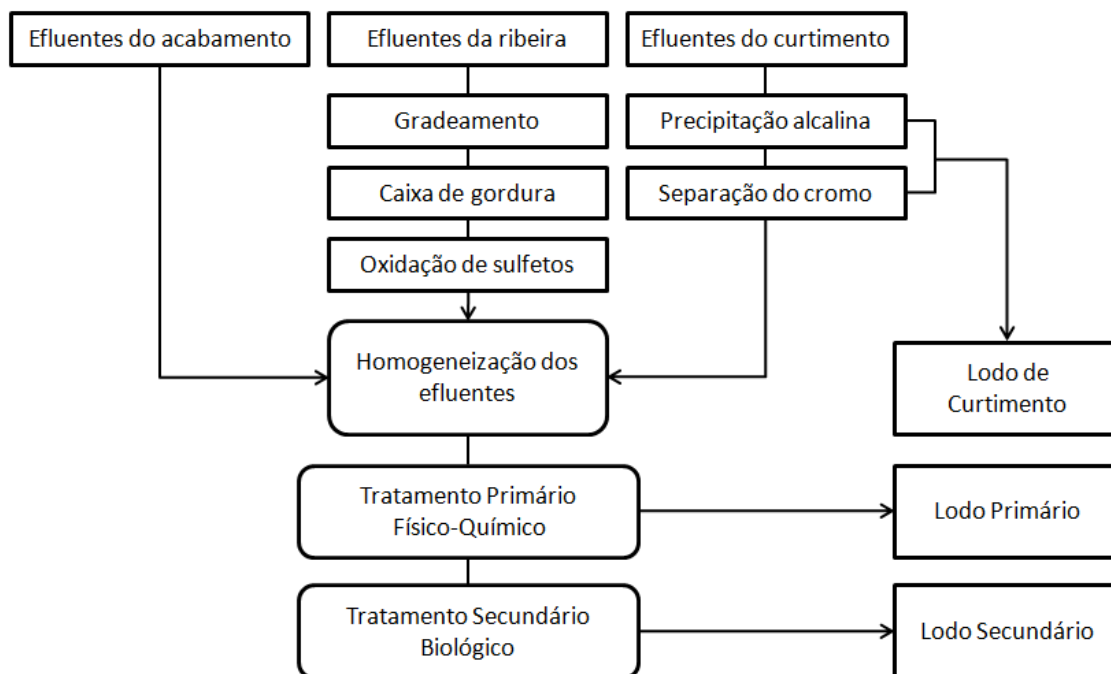 Efluentes do acabamento
Efluentes da ribeira
Efluentes do curtimento
Gradeamento
Precipitação alcalina
Caixa de gordura
Separação do cromo
Oxidação de sulfetos
Homogeneização dos
efluentes
Lodo de
Curtimento
Tratamento Primário
Físico-Químico
Lodo Primário
Tratamento Secundário
Biológico
Lodo Secundário